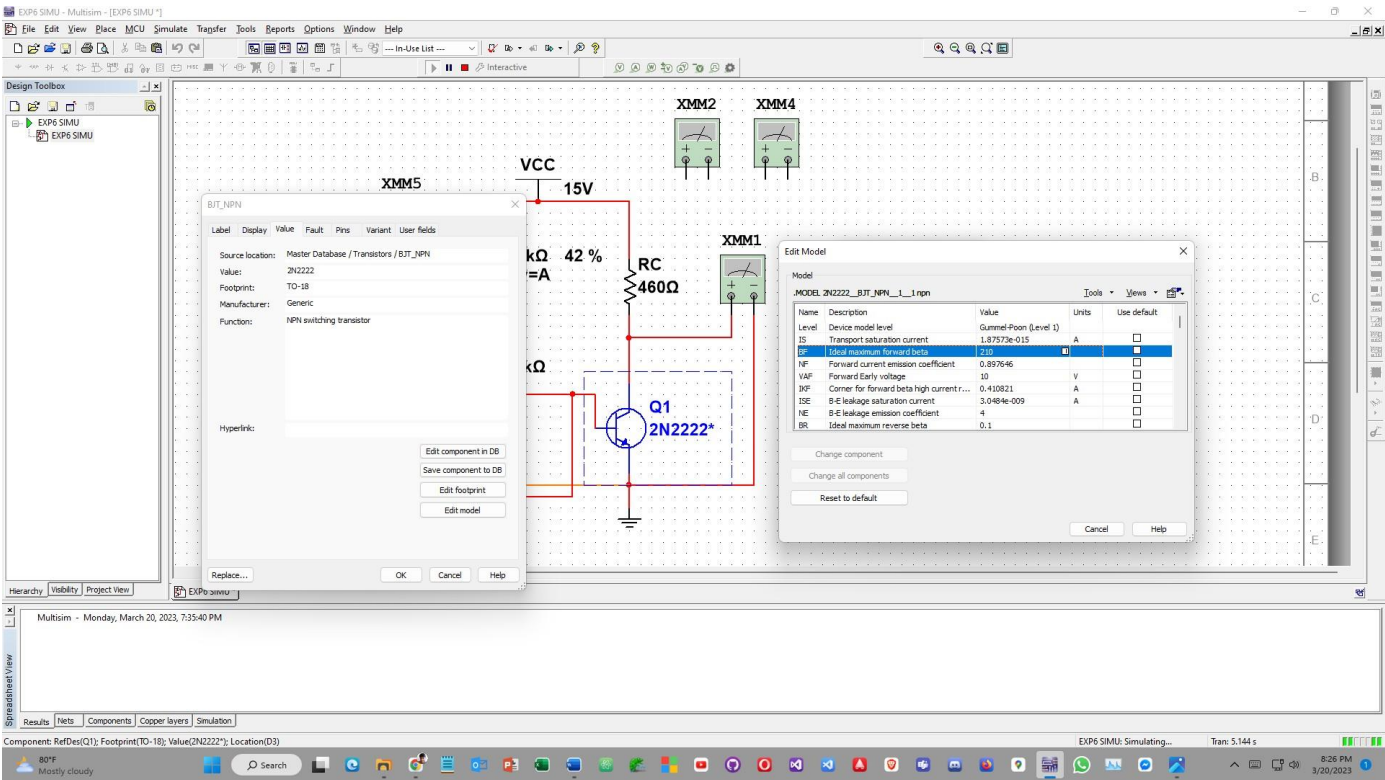 EXP6 SIMU - Multisim - [EXP6 SIMU *]
File Edit View Place MCU Simulate Transfer Tools Reports Options Window Help
--- In-Use List ---
Interactive
Design Toolbox
EXP6 SIMU
EXP6 SIMU
XMM2 XMM4
VCC
15V
XMM5
XMM1
kΩ 42 %
=A
RC
460Ω
kΩ
Q1
2N2222*
B
C
D
E
BJT_NPN
Label Display Value Fault Pins Variant User fields
Source location: Master Database / Transistors / BJT_NPN
Value: 2N2222
Footprint: TO-18
Manufacturer: Generic
Function: NPN switching transistor
Hyperlink:
Edit component in DB
Save component to DB
Edit footprint
Edit model
Replace... OK Cancel Help
Edit Model
Model
.MODEL 2N2222__BJT_NPN__1__1 npn Tools Views
Name Description Value Units Use default
Level Device model level Gummel-Poon (Level 1)
IS Transport saturation current 1.87573e-015 A
BF Ideal maximum forward beta 210
NF Forward current emission coefficient 0.897646
VAF Forward Early voltage 10 V
IKF Corner for forward beta high current r... 0.410821 A
ISE B-E leakage saturation current 3.0484e-009 A
NE B-E leakage emission coefficient 4
BR Ideal maximum reverse beta 0.1
Change component
Change all components
Reset to default
Cancel Help
Hierarchy Visibility Project View
EXP6 SIMU
Multisim - Monday, March 20, 2023, 7:35:40 PM
Spreadsheet View
Results Nets Components Copper layers Simulation
Component: RefDes(Q1); Footprint(TO-18); Value(2N2222*); Location(D3) EXP6 SIMU: Simulating... Tran: 5.144 s
80°F
Mostly cloudy
Search
8:26 PM
3/20/2023